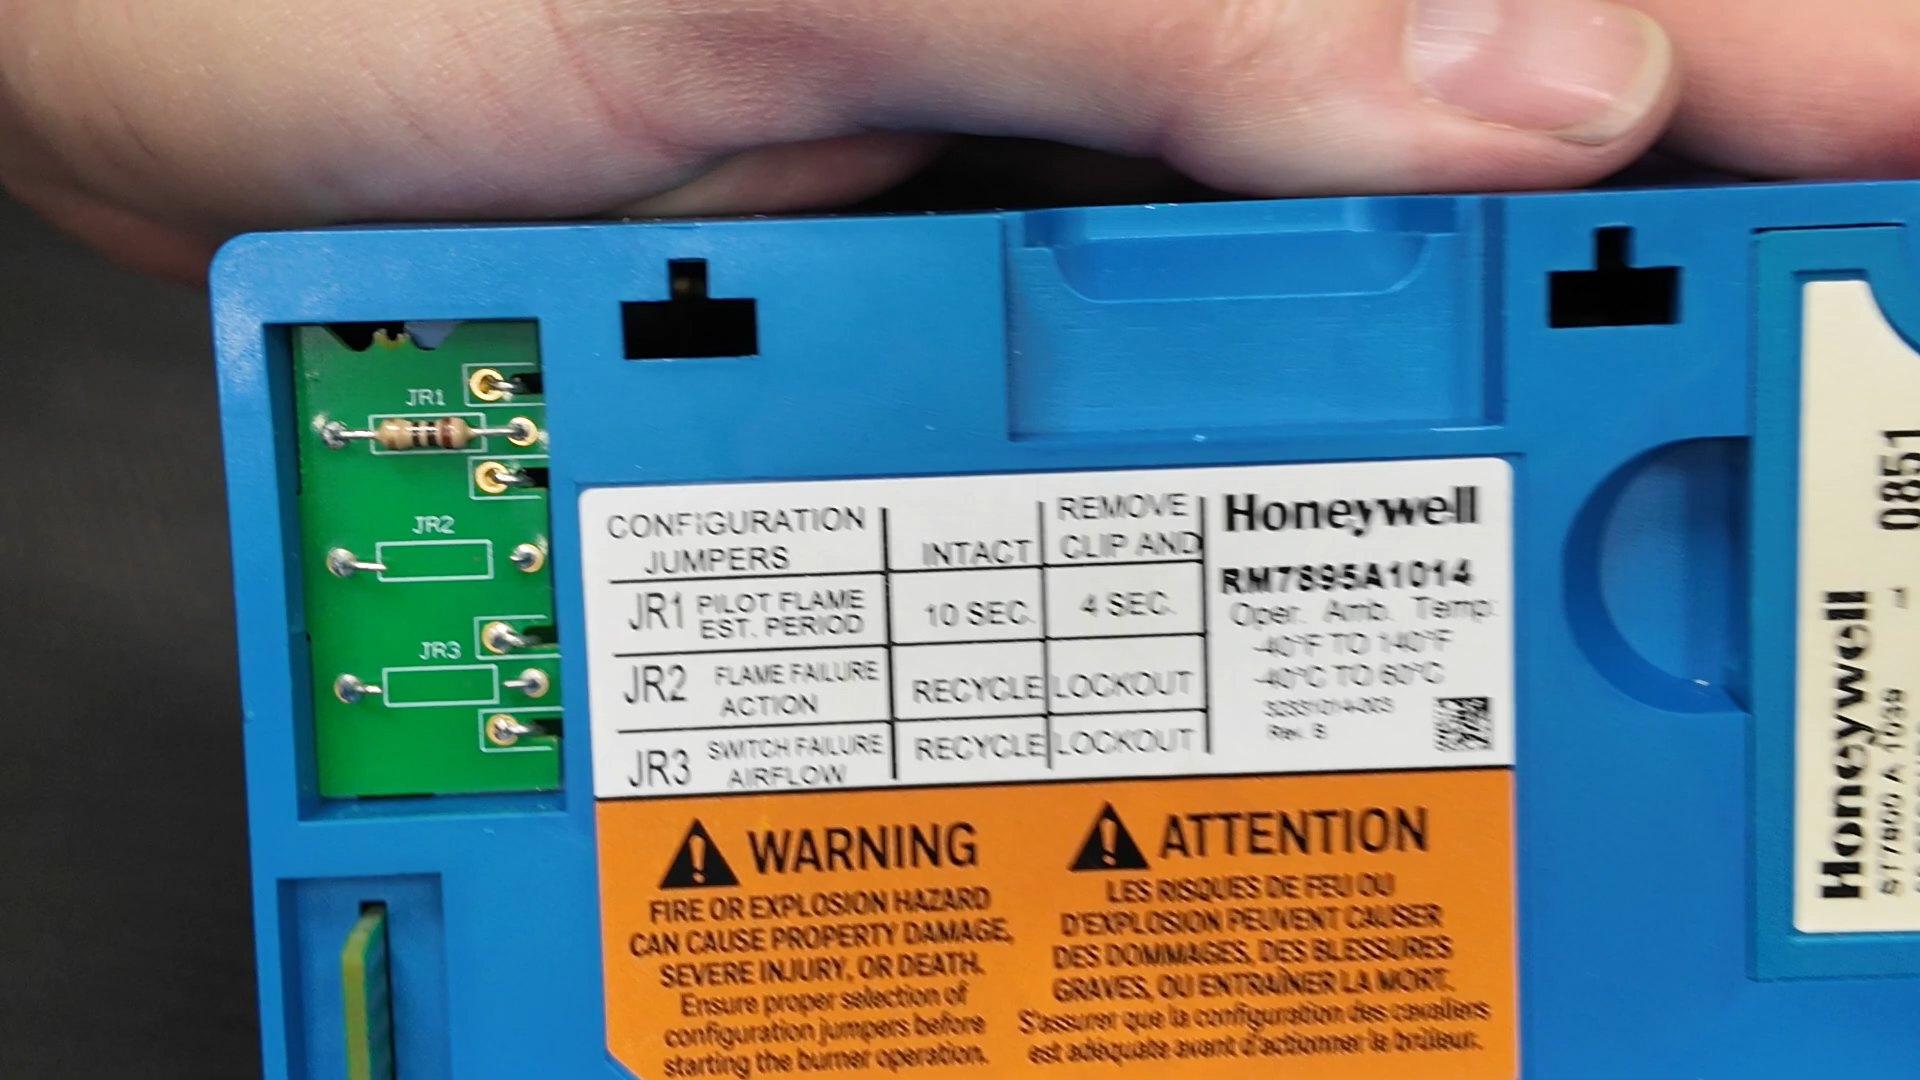 JR1
JR2
JR3
CONFIGURATION
JUMPERS
INTACT
REMOVE
CLIP AND
JR1 PILOT FLAME
EST. PERIOD
10 SEC.
4 SEC.
JR2 FLAME FAILURE
ACTION
RECYCLE
LOCKOUT
JR3 SWITCH FAILURE
AIRFLOW
RECYCLE
LOCKOUT
Honeywell
RM7895A1014
Oper. Amb. Temp:
-40°F TO 140°F
-40°C TO 60°C
Rev. B
WARNING
FIRE OR EXPLOSION HAZARD
CAN CAUSE PROPERTY DAMAGE,
SEVERE INJURY, OR DEATH.
Ensure proper selection of
configuration jumpers before
starting the burner operation.
ATTENTION
LES RISQUES DE FEU OU
D'EXPLOSION PEUVENT CAUSER
DES DOMMAGES, DES BLESSURES
GRAVES, OU ENTRAÎNER LA MORT.
S'assurer que la configuration des cavaliers
est adéquate avant d'actionner le brûleur.
Honeywell
0851
ST7800 A 1039
1